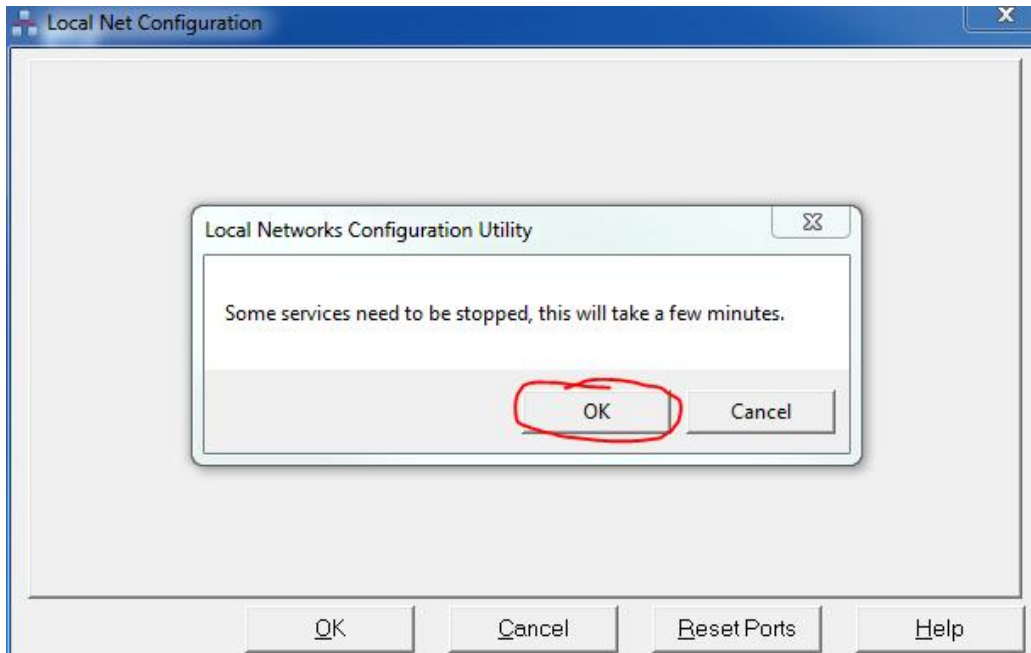 Local Net Configuration
Local Networks Configuration Utility
Some services need to be stopped, this will take a few minutes.
OK Cancel
OK Cancel Reset Ports Help